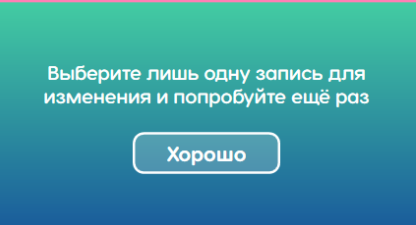 Выберите лишь одну запись для
изменения и попробуйте ещё раз
Хорошо